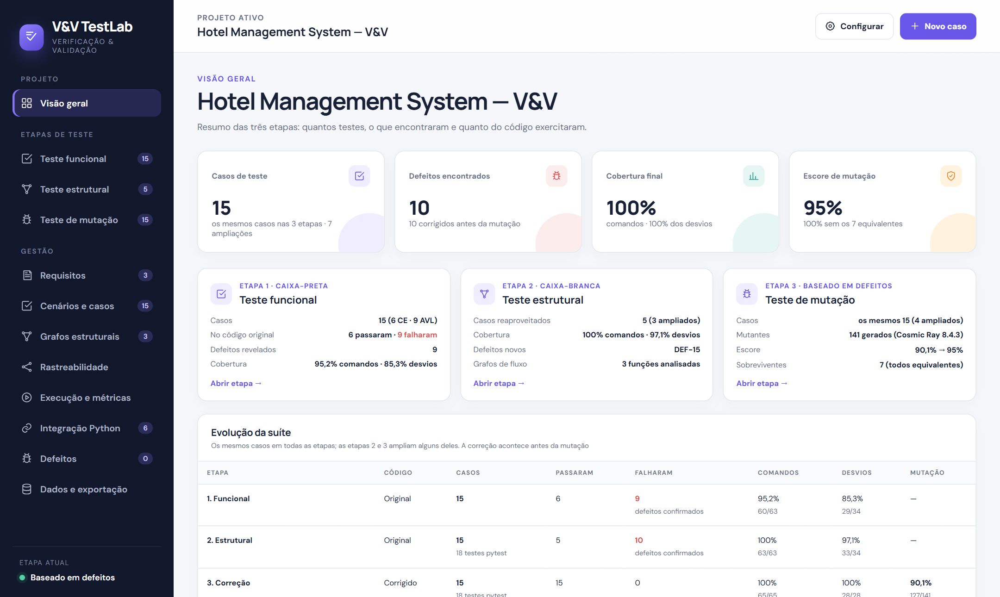 V&V TestLab
VERIFICAÇÃO &
VALIDAÇÃO
PROJETO
Visão geral
ETAPAS DE TESTE
Teste funcional 15
Teste estrutural 5
Teste de mutação 15
GESTÃO
Requisitos 3
Cenários e casos 15
Grafos estruturais 3
Rastreabilidade
Execução e métricas
Integração Python 6
Defeitos 0
Dados e exportação
ETAPA ATUAL
Baseado em defeitos
PROJETO ATIVO
Hotel Management System — V&V
Configurar
Novo caso
VISÃO GERAL
Hotel Management System — V&V
Resumo das três etapas: quantos testes, o que encontraram e quanto do código exercitaram.
Casos de teste
15
os mesmos casos nas 3 etapas · 7
ampliações
Defeitos encontrados
10
10 corrigidos antes da mutação
Cobertura final
100%
comandos · 100% dos desvios
Escore de mutação
95%
100% sem os 7 equivalentes
ETAPA 1 · CAIXA-PRETA
Teste funcional
Casos 15 (6 CE · 9 AVL)
No código original 6 passaram · 9 falharam
Defeitos revelados 9
Cobertura 95,2% comandos · 85,3% desvios
Abrir etapa →
ETAPA 2 · CAIXA-BRANCA
Teste estrutural
Casos reaproveitados 5 (3 ampliados)
Cobertura 100% comandos · 97,1% desvios
Defeitos novos DEF-15
Grafos de fluxo 3 funções analisadas
Abrir etapa →
ETAPA 3 · BASEADO EM DEFEITOS
Teste de mutação
Casos os mesmos 15 (4 ampliados)
Mutantes 141 gerados (Cosmic Ray 8.4.3)
Escore 90,1% → 95%
Sobreviventes 7 (todos equivalentes)
Abrir etapa →
Evolução da suíte
Os mesmos casos em todas as etapas; as etapas 2 e 3 ampliam alguns deles. A correção acontece antes da mutação
ETAPA CÓDIGO CASOS PASSARAM FALHARAM COMANDOS DESVIOS MUTAÇÃO
1. Funcional Original 15 6 9 95,2% 85,3% —
defeitos confirmados 60/63 29/34
2. Estrutural Original 15 5 10 100% 97,1% —
18 testes pytest defeitos confirmados 63/63 33/34
3. Correção Corrigido 15 15 0 100% 100% 90,1%
18 testes pytest 65/65 28/28 127/141